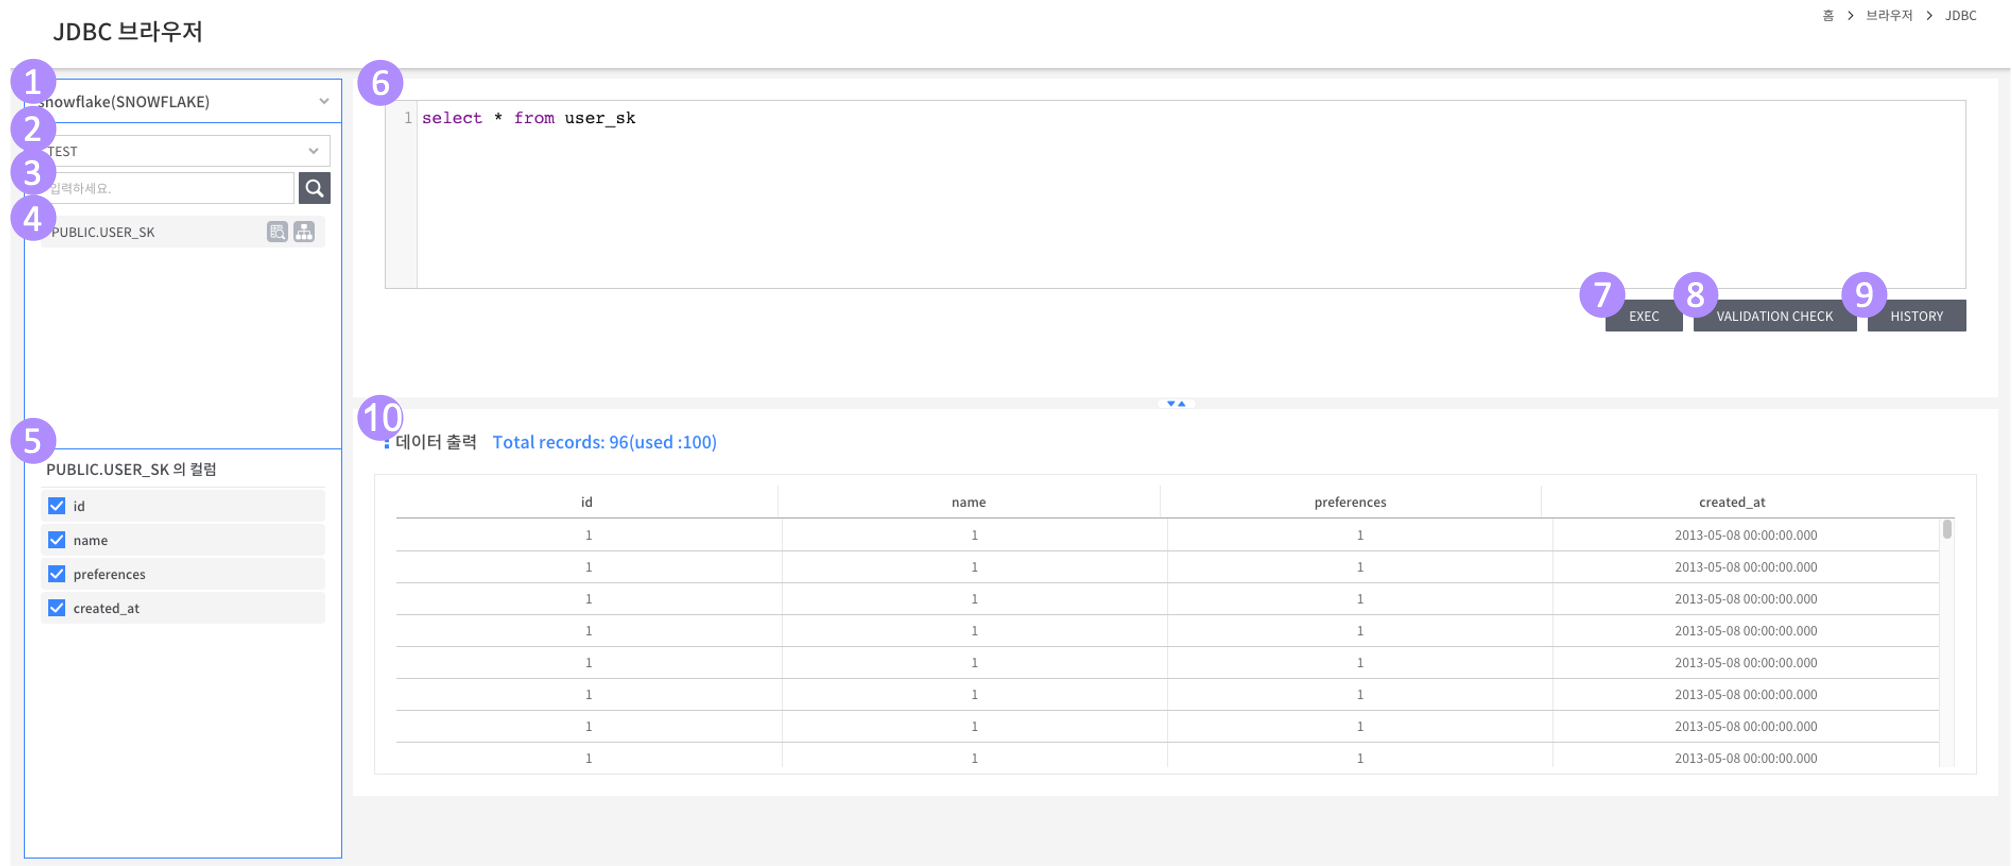 JDBC 브라우저
홈 > 브라우저 > JDBC
1
snowflake(SNOWFLAKE)
2
TEST
3
입력하세요.
4
PUBLIC.USER_SK
5
PUBLIC.USER_SK 의 컬럼
id
name
preferences
created_at
6
1 select * from user_sk
7 EXEC
8 VALIDATION CHECK
9 HISTORY
10
데이터 출력 Total records: 96(used :100)
id name preferences created_at
1 1 1 2013-05-08 00:00:00.000
1 1 1 2013-05-08 00:00:00.000
1 1 1 2013-05-08 00:00:00.000
1 1 1 2013-05-08 00:00:00.000
1 1 1 2013-05-08 00:00:00.000
1 1 1 2013-05-08 00:00:00.000
1 1 1 2013-05-08 00:00:00.000
1 1 1 2013-05-08 00:00:00.000